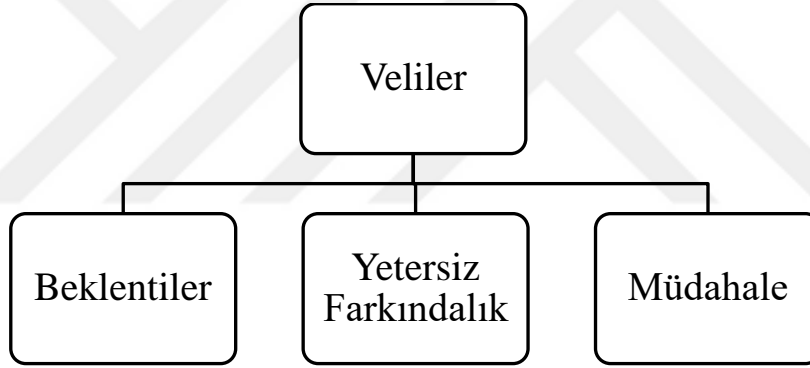 Veliler
Beklentiler
Yetersiz
Farkındalık
Müdahale